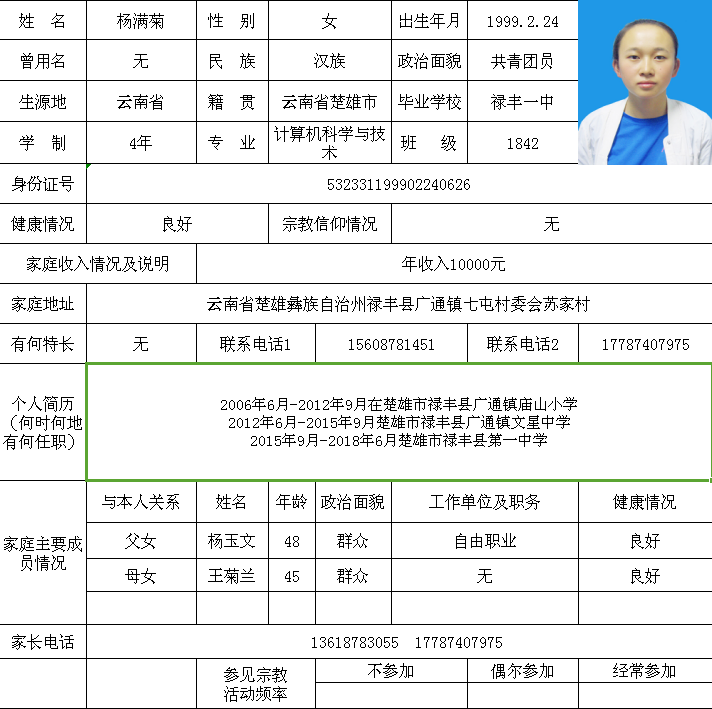 姓 名 杨满菊 性 别 女 出生年月 1999.2.24
曾用名 无 民 族 汉族 政治面貌 共青团员
生源地 云南省 籍 贯 云南省楚雄市 毕业学校 禄丰一中
学 制 4年 专 业 计算机科学与技术 班 级 1842
身份证号 532331199902240626
健康情况 良好 宗教信仰情况 无
家庭收入情况及说明 年收入10000元
家庭地址 云南省楚雄彝族自治州禄丰县广通镇七屯村委会苏家村
有何特长 无 联系电话1 15608781451 联系电话2 17787407975
个人简历
（何时何地
有何任职）
2006年6月-2012年9月在楚雄市禄丰县广通镇庙山小学
2012年6月-2015年9月楚雄市禄丰县广通镇文星中学
2015年9月-2018年6月楚雄市禄丰县第一中学
家庭主要成
员情况
与本人关系 姓名 年龄 政治面貌 工作单位及职务 健康情况
父女 杨玉文 48 群众 自由职业 良好
母女 王菊兰 45 群众 无 良好
家长电话 13618783055 17787407975
参见宗教
活动频率
不参加 偶尔参加 经常参加